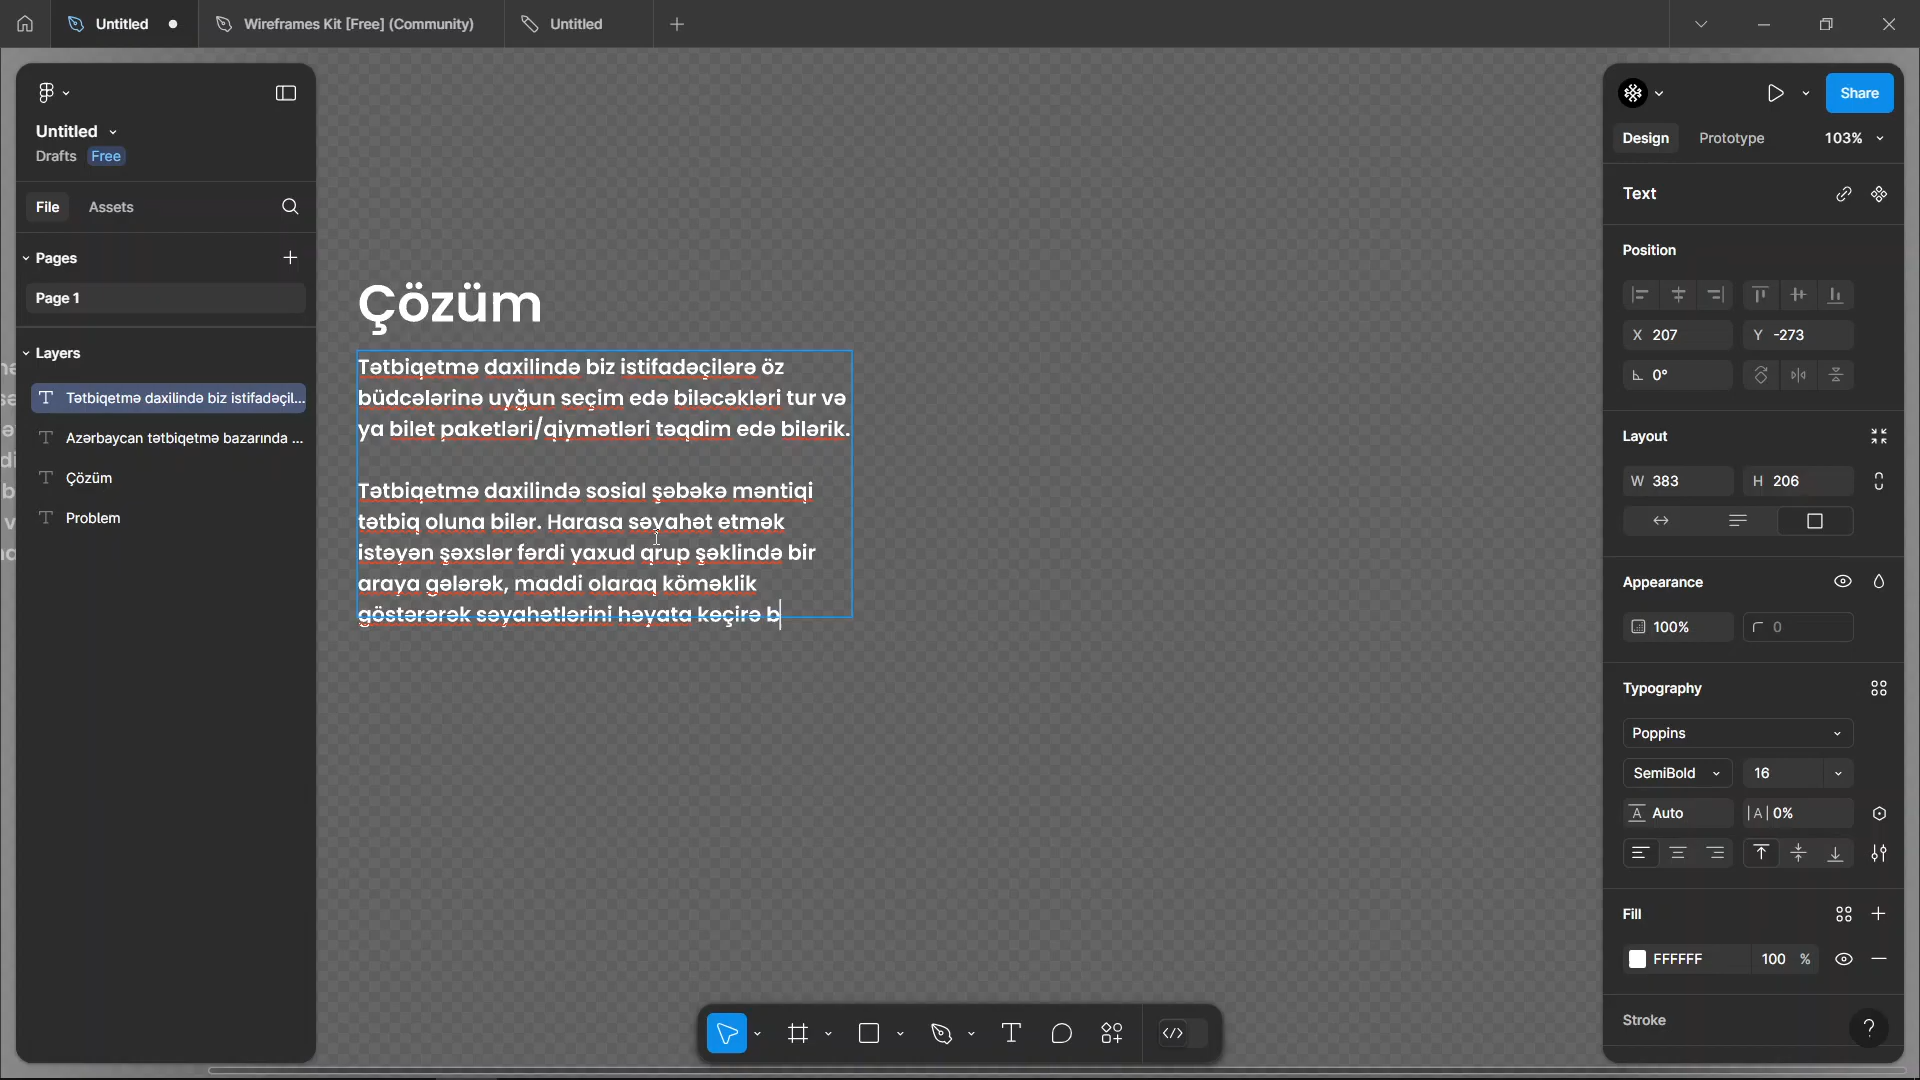 Untitled
Wireframes Kit [Free] (Community)
Untitled
Untitled
Drafts Free
File Assets
Pages
Page 1
Layers
Tətbiqetmə daxilində biz istifadəçil...
Azərbaycan tətbiqetmə bazarında ...
Çözüm
Problem
Çözüm
Tətbiqetmə daxilində biz istifadəçilərə öz
büdcələrinə uyğun seçim edə biləcəkləri tur və
ya bilet paketləri/qiymətləri təqdim edə bilərik.
Tətbiqetmə daxilində sosial şəbəkə məntiqi
tətbiq oluna bilər. Harasa səyahət etmək
istəyən şəxslər fərdi yaxud qrup şəklində bir
araya gələrək, maddi olaraq köməklik
göstərərək səyahətlərini həyata keçirə b
Share
Design Prototype 103%
Text
Position
X 207 Y -273
0°
Layout
W 383 H 206
Appearance
100% 0
Typography
Poppins
SemiBold 16
Auto 0%
Fill
FFFFFF 100 %
Stroke
?